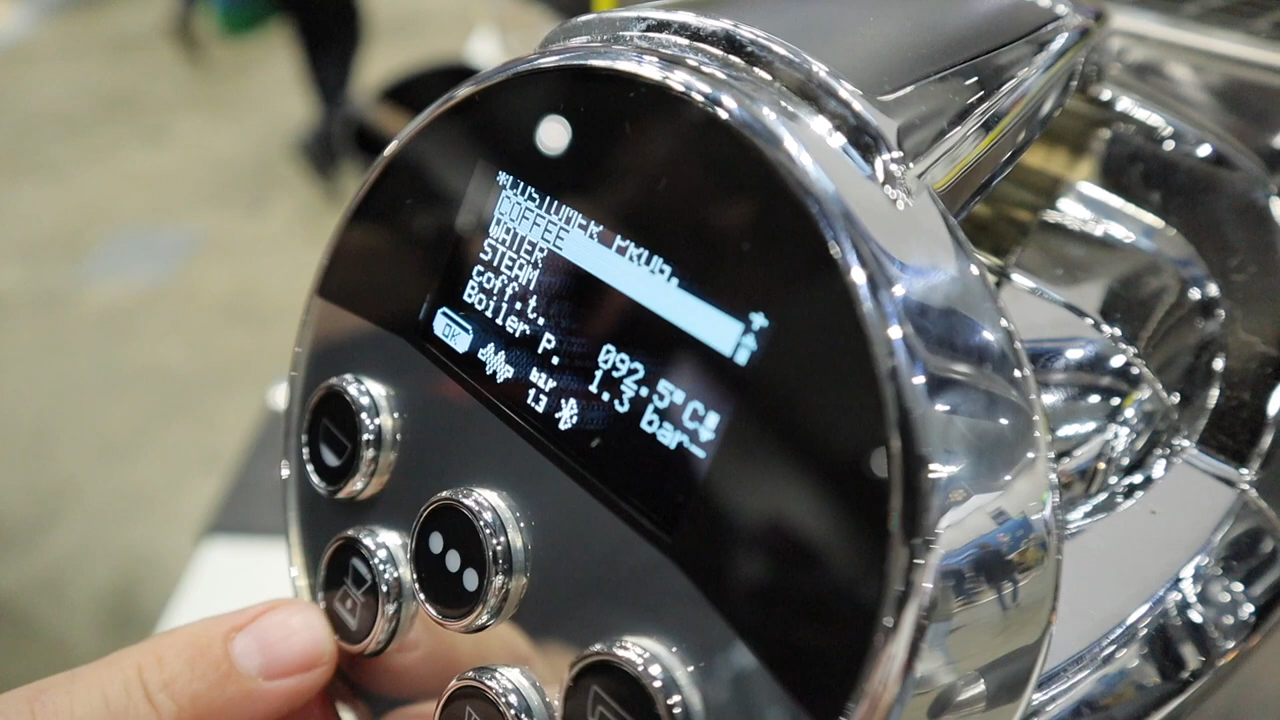 *CUSTOMER PROG.
COFFEE
WATER
STEAM
coff.t. 092.5°C
Boiler P. 1.3 bar
OK
bar
1.3